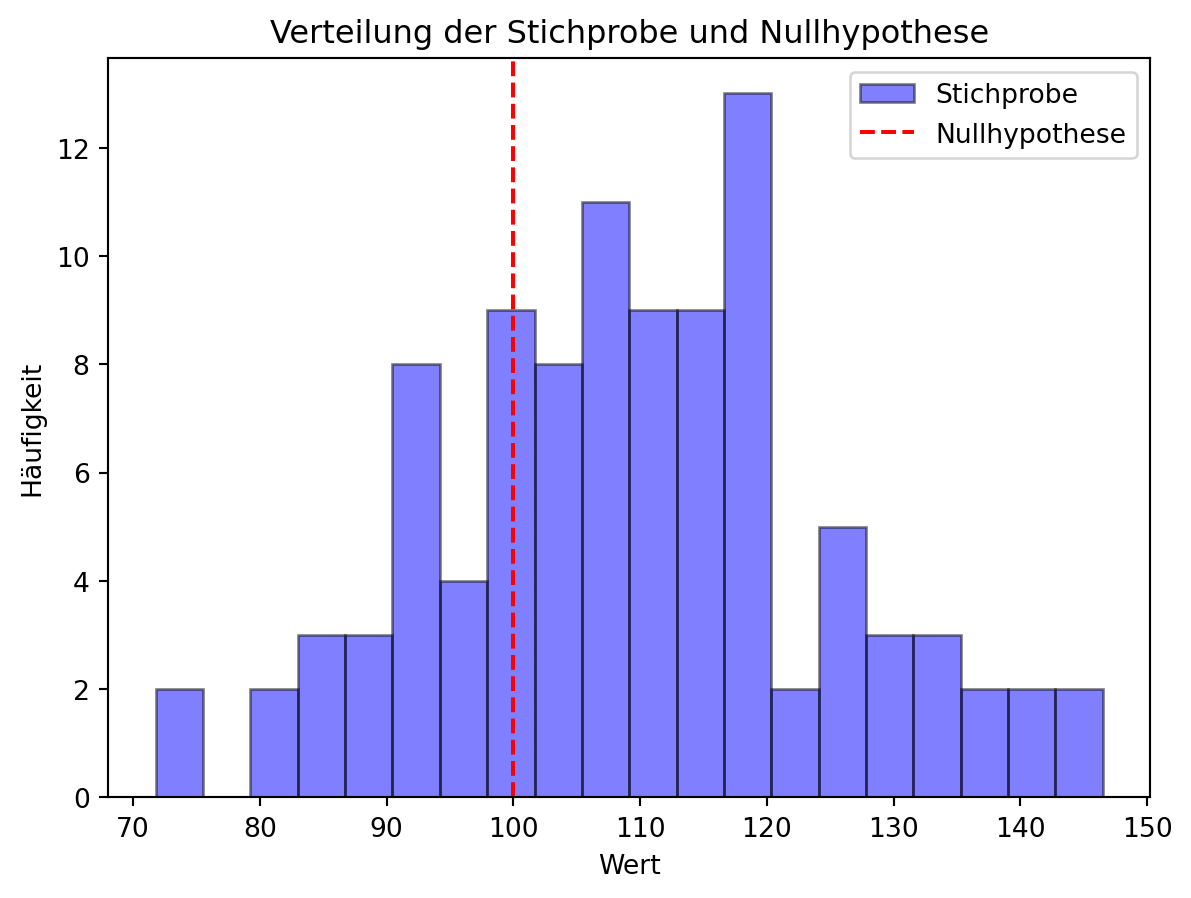 Verteilung der Stichprobe und Nullhypothese
Stichprobe
Nullhypothese
Häufigkeit
12
10
8
6
4
2
0
70 80 90 100 110 120 130 140 150
Wert